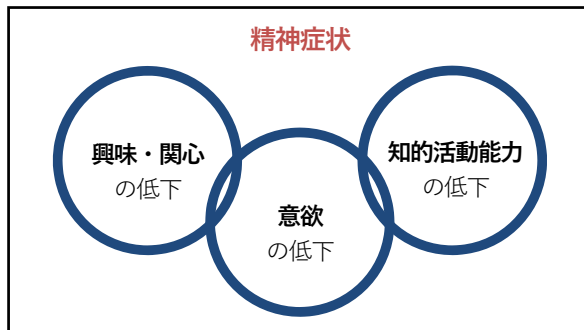 精神症状
興味・関心
の低下
意欲
の低下
知的活動能力
の低下